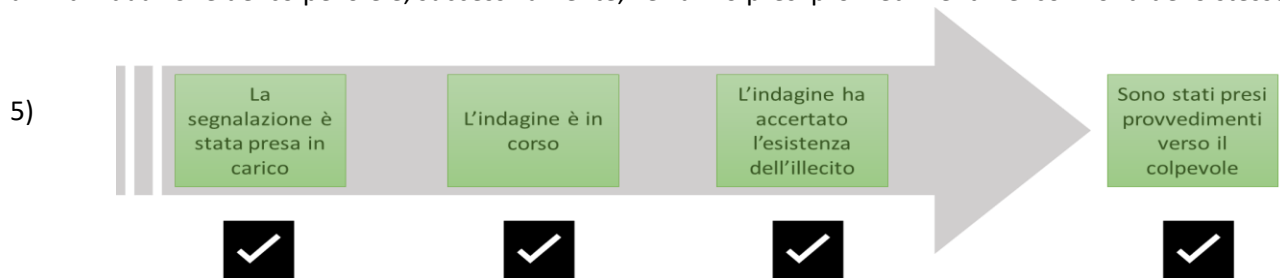 5)
La
segnalazione è
stata presa in
carico
L'indagine è in
corso
L'indagine ha
accertato
l'esistenza
dell'illecito
Sono stati presi
provvedimenti
verso il
colpevole